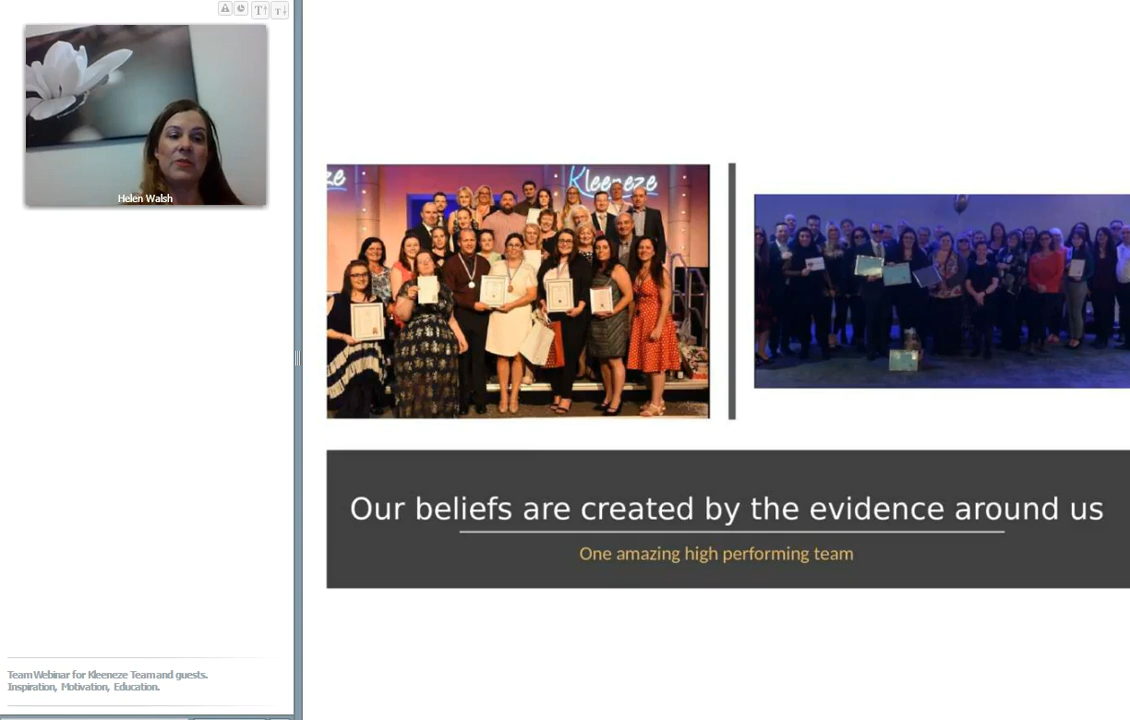 Helen Walsh
Team Webinar for Kleeneze Team and guests.
Inspiration, Motivation, Education.
Kleeneze
Our beliefs are created by the evidence around us
One amazing high performing team